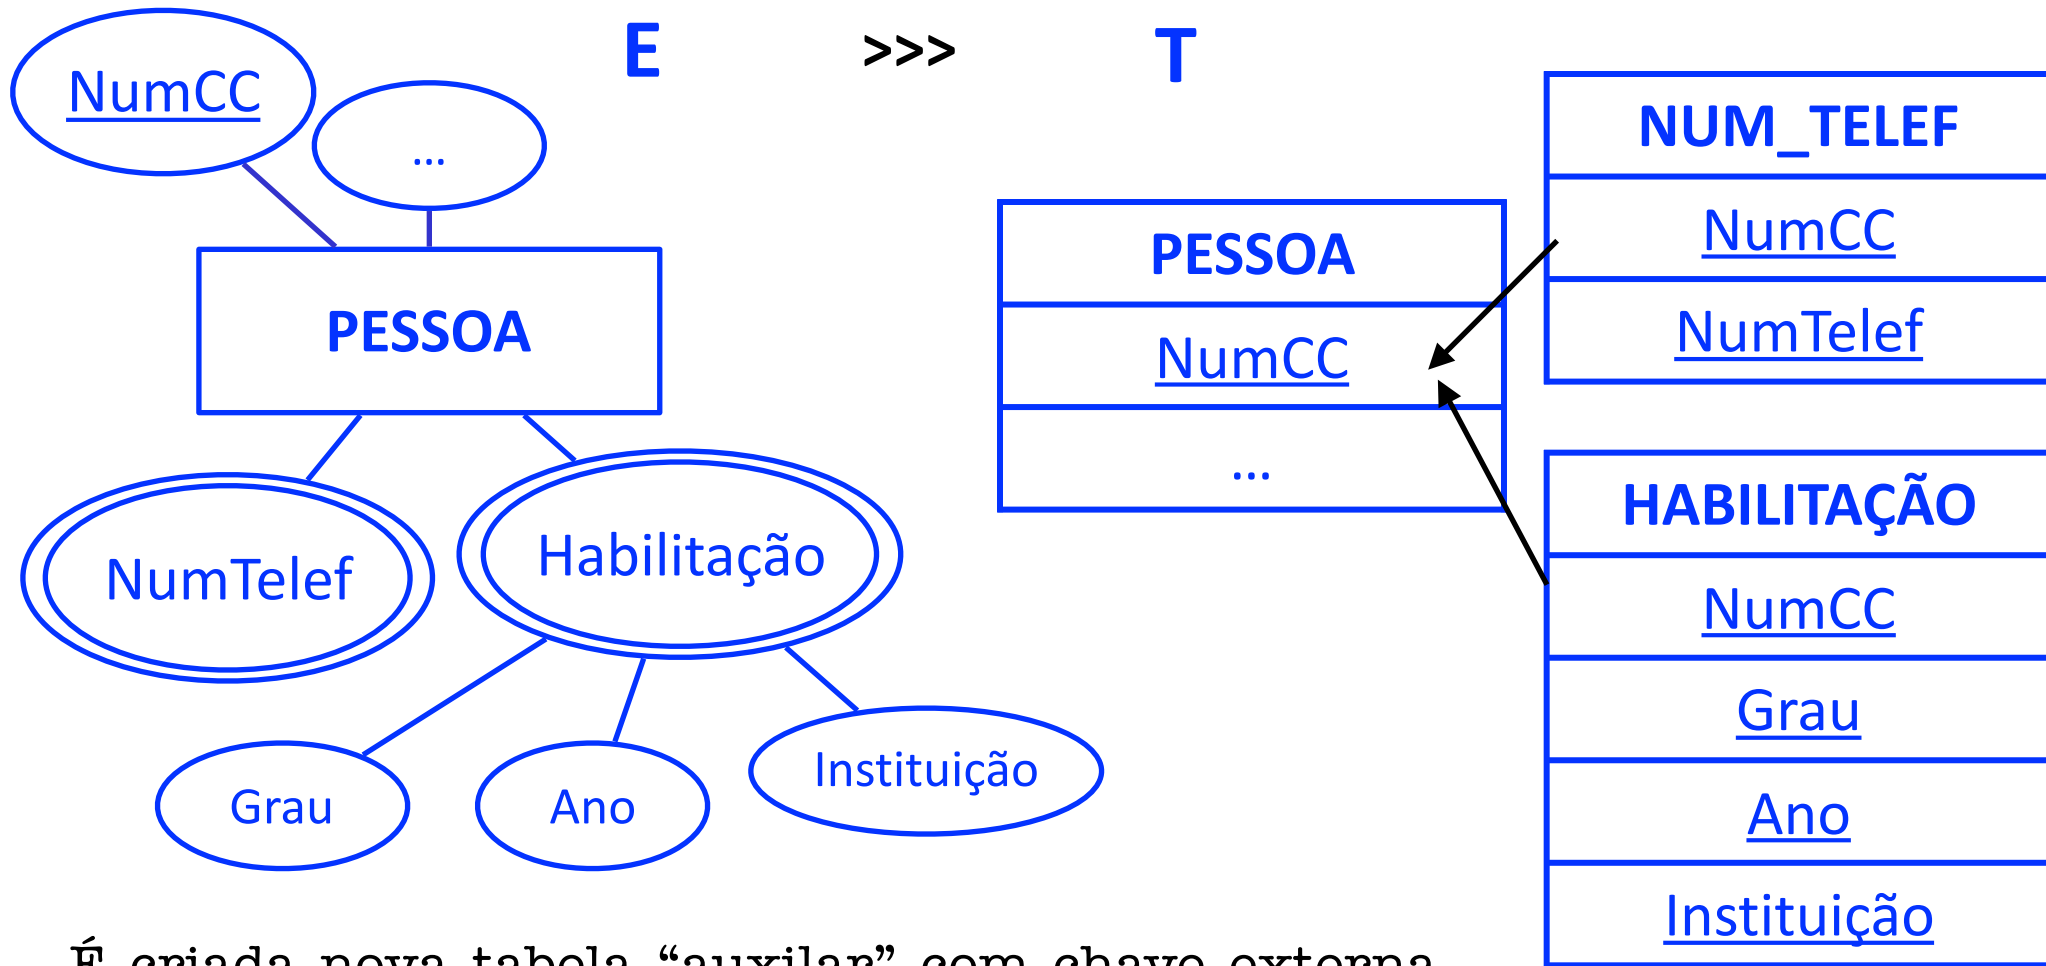 E >>> T
NumCC
...
PESSOA
NumTelef
Habilitação
Grau
Ano
Instituição
PESSOA
NumCC
...
NUM_TELEF
NumCC
NumTelef
HABILITAÇÃO
NumCC
Grau
Ano
Instituição
É criada nova tabela “auxilar” com chave externa